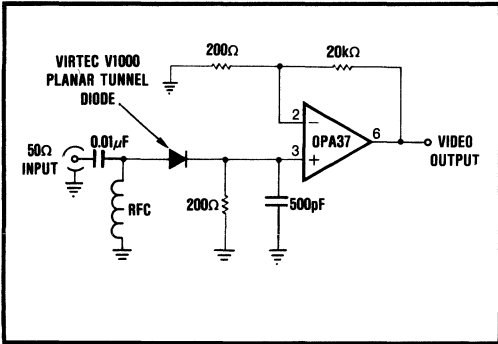 200Ω
20kΩ
VIRTEC V1000
PLANAR TUNNEL
DIODE
2
−
OPA37
6
VIDEO
OUTPUT
3
+
50Ω
INPUT
0.01µF
RFC
200Ω
500pF